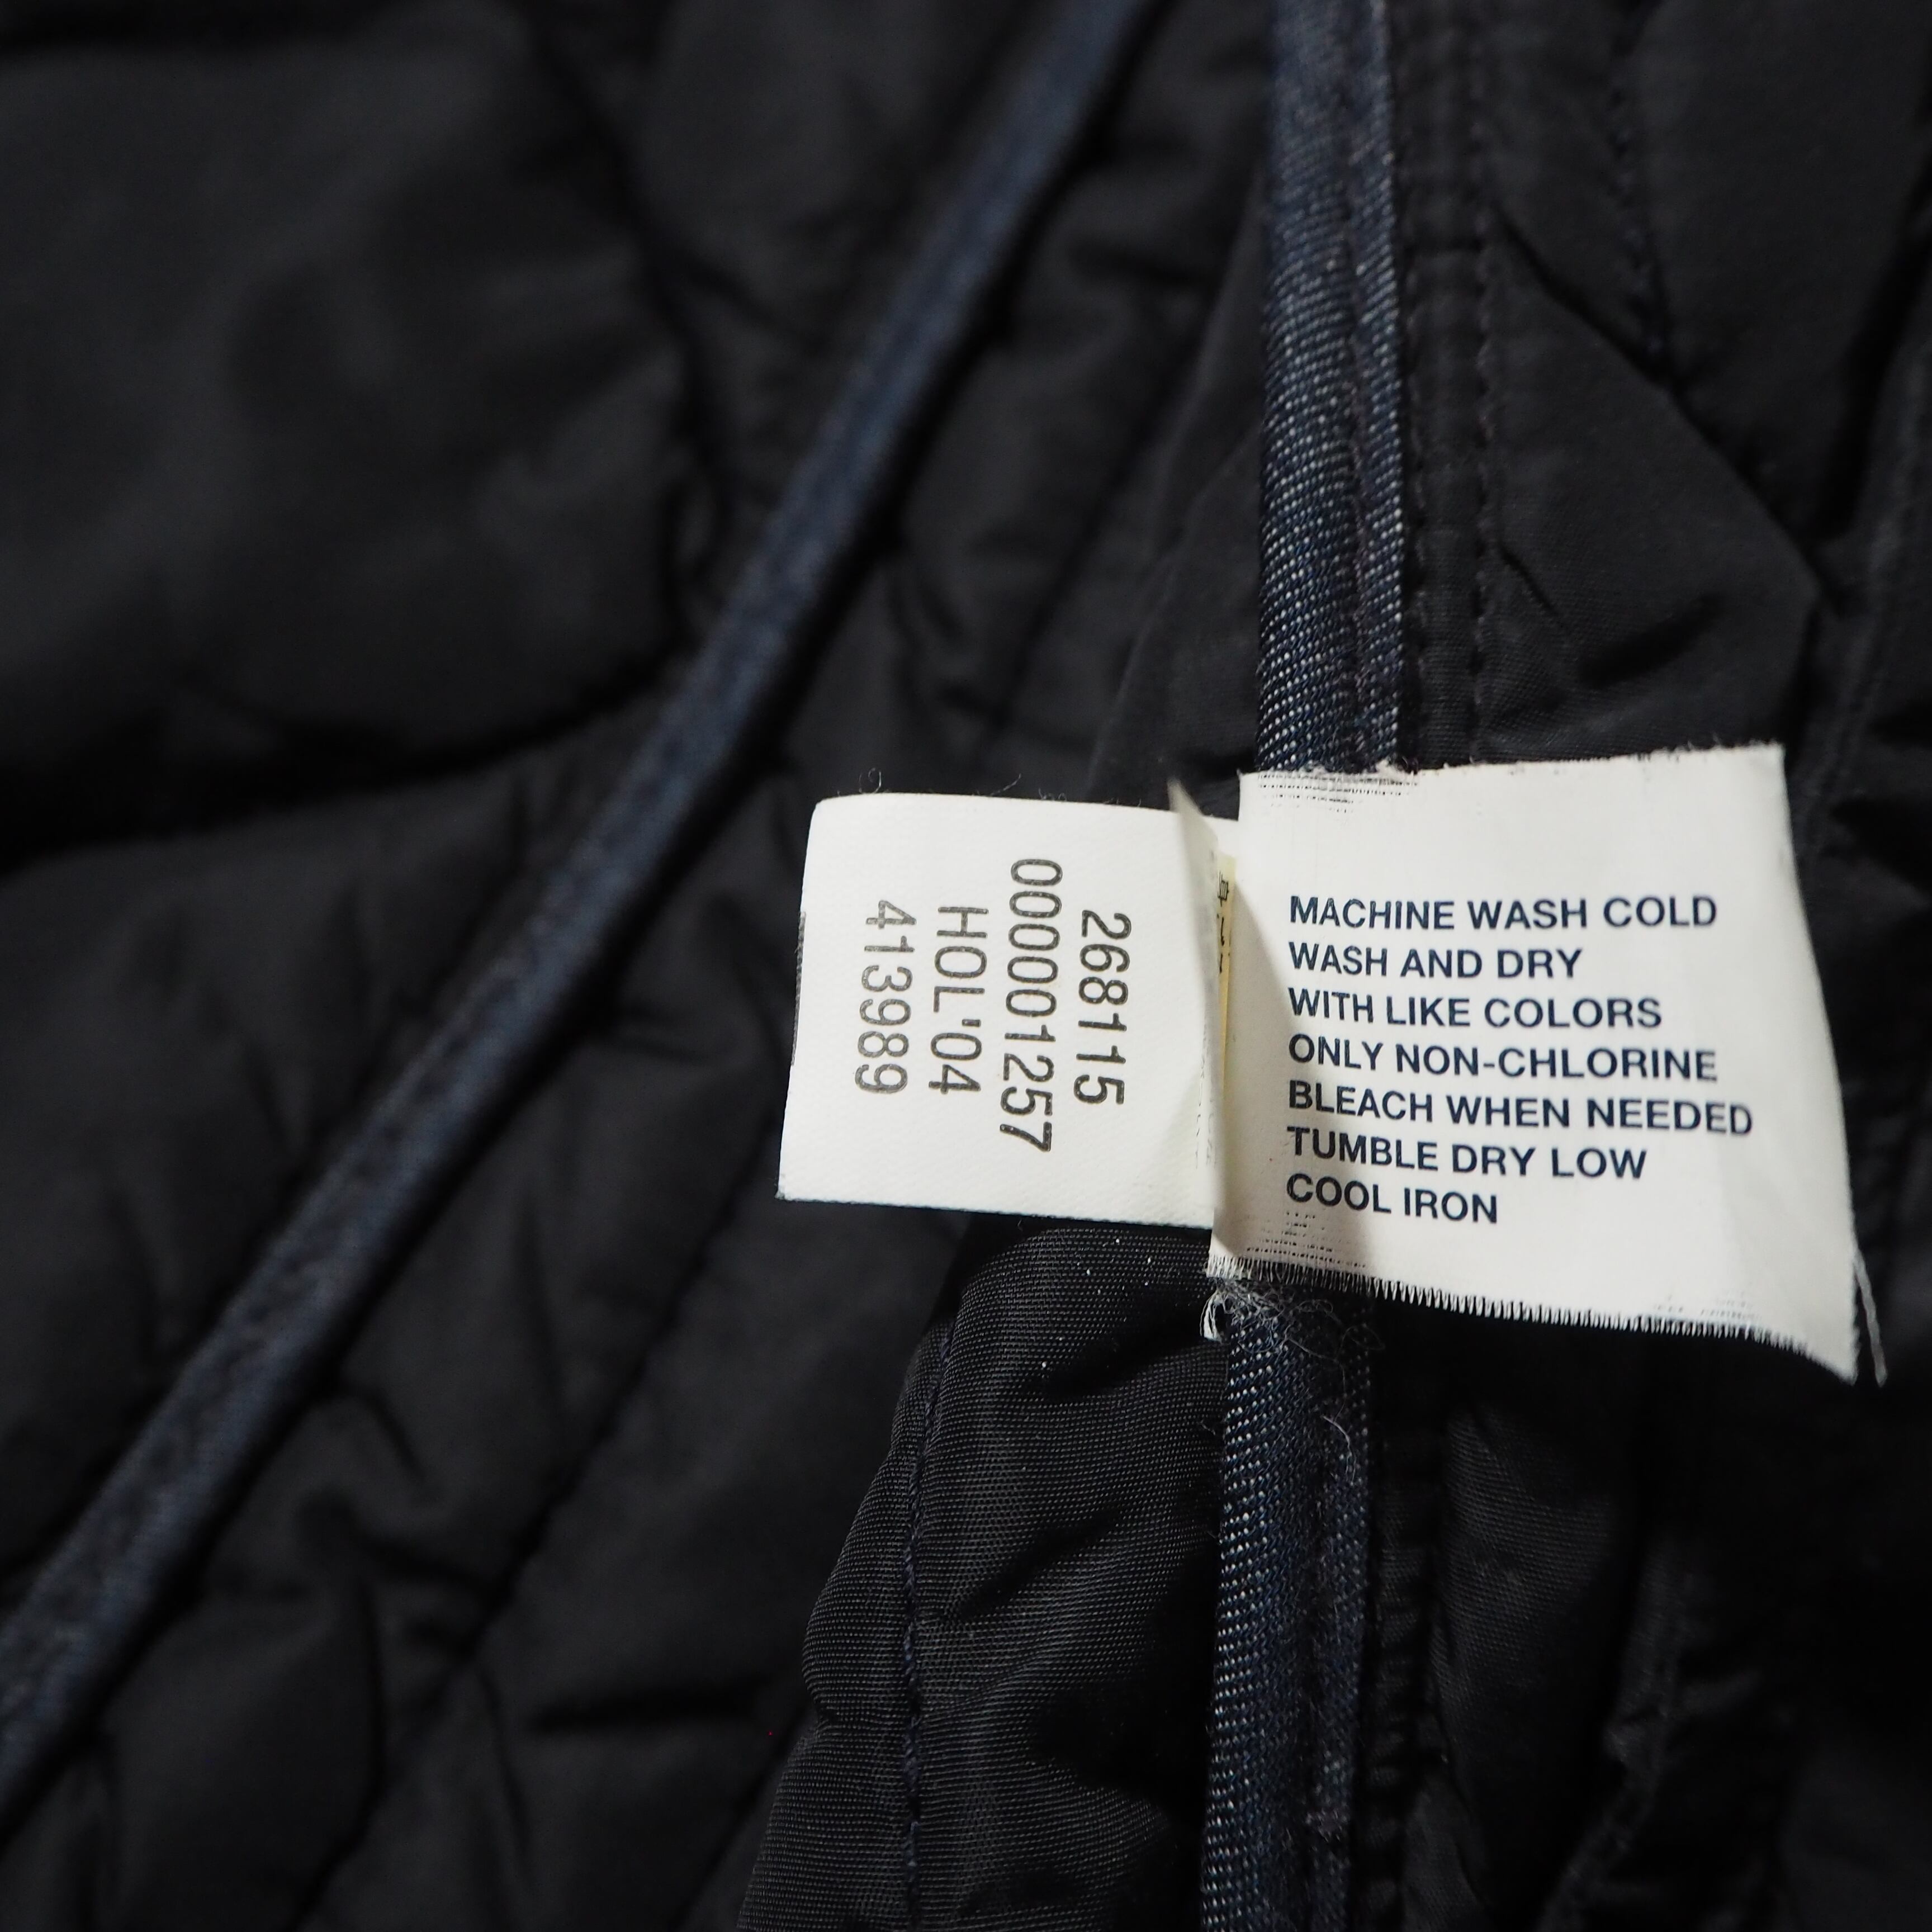 268115
000001257
HOL'04
413989
MACHINE WASH COLD
WASH AND DRY
WITH LIKE COLORS
ONLY NON-CHLORINE
BLEACH WHEN NEEDED
TUMBLE DRY LOW
COOL IRON